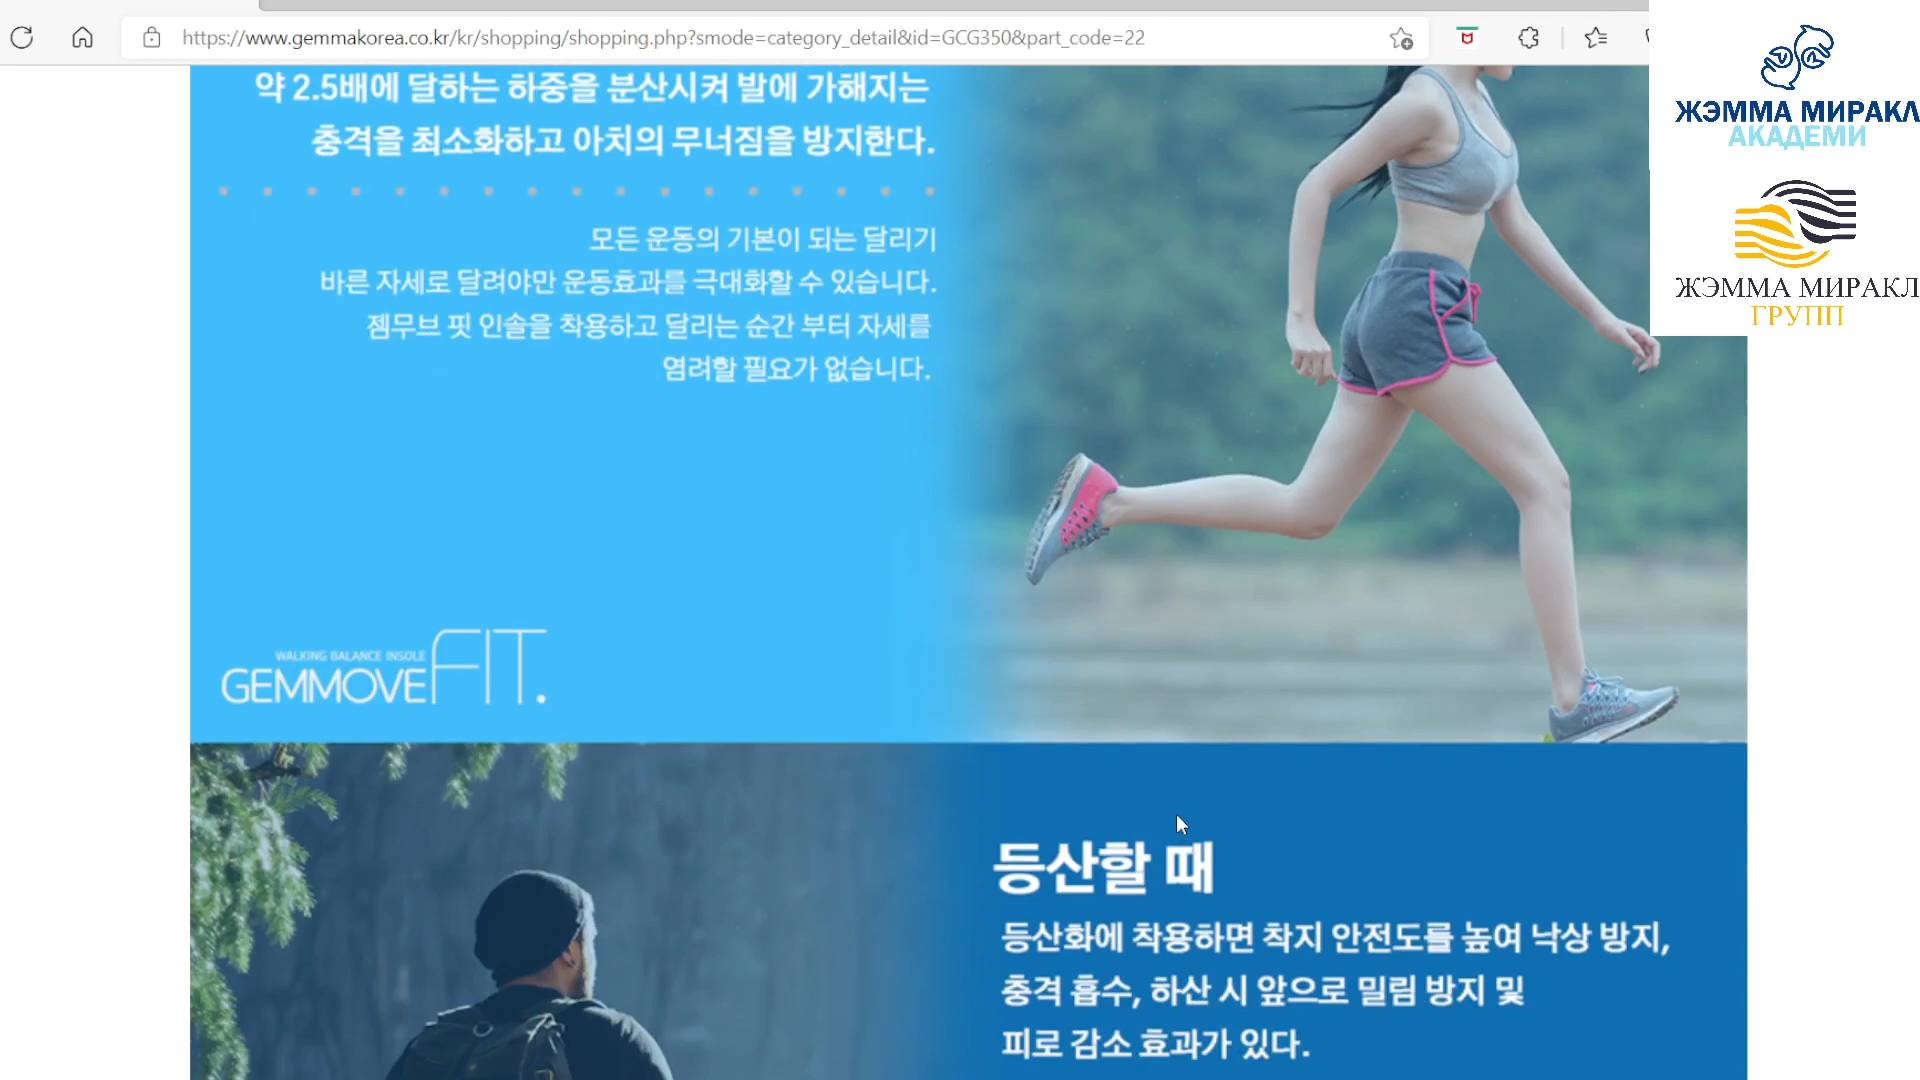 https://www.gemmakorea.co.kr/kr/shopping/shopping.php?smode=category_detail&id=GCG350&part_code=22
ЖЭММА МИРАКЛ
АКАДЕМИ
ЖЭММА МИРАКЛ
ГРУПП
약 2.5배에 달하는 하중을 분산시켜 발에 가해지는
충격을 최소화하고 아치의 무너짐을 방지한다.
모든 운동의 기본이 되는 달리기
바른 자세로 달려야만 운동효과를 극대화할 수 있습니다.
젬무브 핏 인솔을 착용하고 달리는 순간 부터 자세를
염려할 필요가 없습니다.
WALKING BALANCE INSOLE
GEMMOVE FIT.
등산할 때
등산화에 착용하면 착지 안전도를 높여 낙상 방지,
충격 흡수, 하산 시 앞으로 밀림 방지 및
피로 감소 효과가 있다.